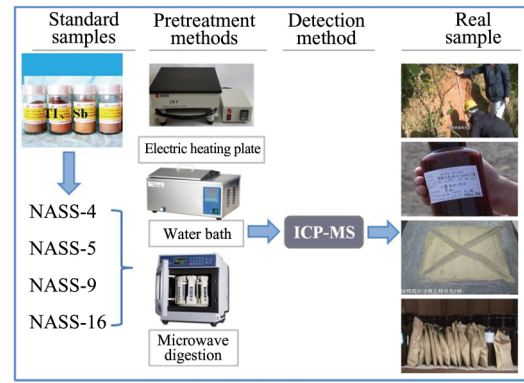 Standard samples
Pretreatment methods
Detection method
Real sample
Tl
Sb
Electric heating plate
Water bath
Microwave digestion
NASS-4
NASS-5
NASS-9
NASS-16
ICP-MS